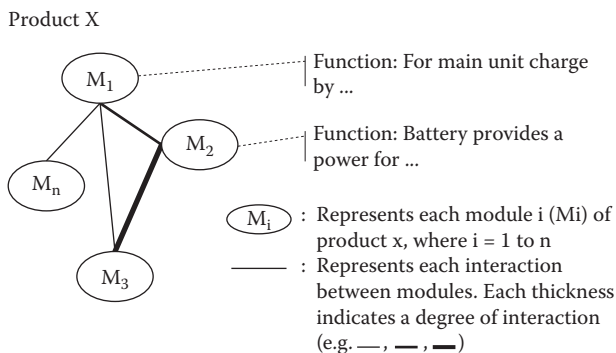 Product X
M1
Function: For main unit charge
by ...
M2
Function: Battery provides a
power for ...
Mn
Mi
: Represents each module i (Mi) of
product x, where i = 1 to n
: Represents each interaction
between modules. Each thickness
indicates a degree of interaction
(e.g. —, —, —)
M3